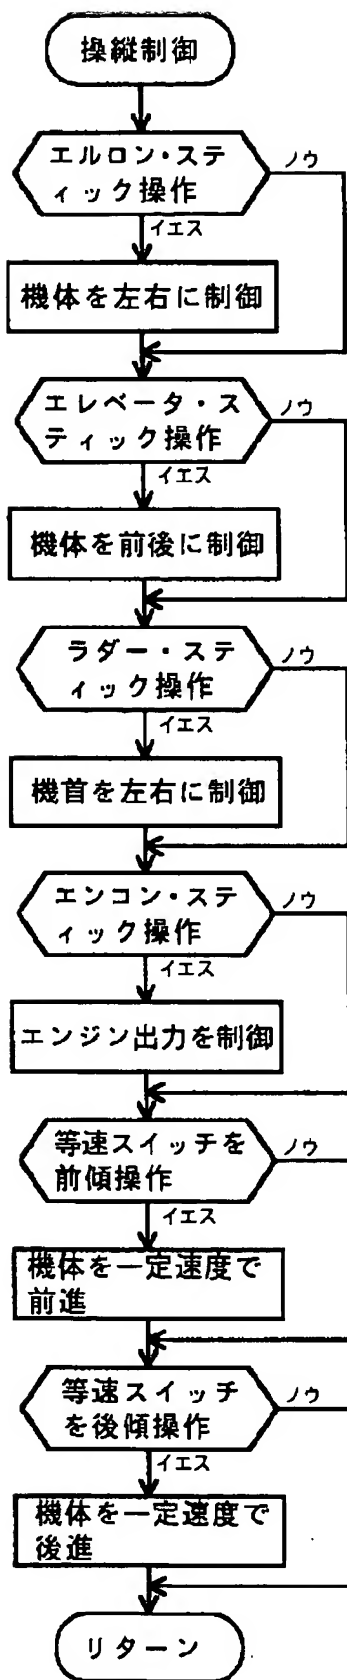 操縦制御
エルロン・ステ
ィック操作
ノウ
イエス
機体を左右に制御
エレベータ・ス
ティック操作
ノウ
イエス
機体を前後に制御
ラダー・ステ
ィック操作
ノウ
イエス
機首を左右に制御
エンコン・ステ
ィック操作
ノウ
イエス
エンジン出力を制御
等速スイッチを
前傾操作
ノウ
イエス
機体を一定速度で
前進
等速スイッチ
を後傾操作
ノウ
イエス
機体を一定速度で
後進
リターン